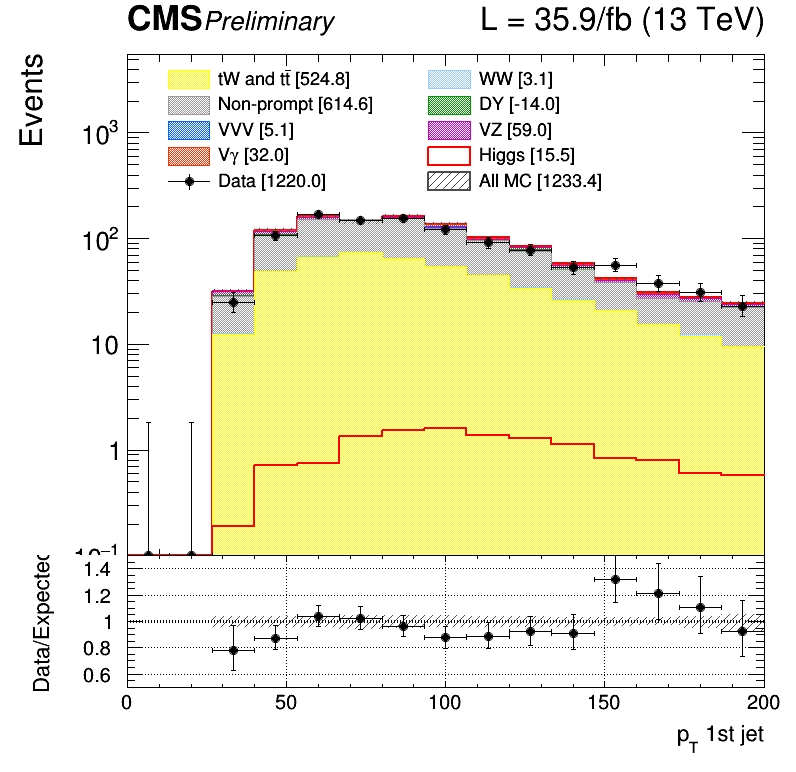 CMS Preliminary L = 35.9/fb (13 TeV)
Events
tW and tt̄ [524.8] WW [3.1]
Non-prompt [614.6] DY [-14.0]
VVV [5.1] VZ [59.0]
Vγ [32.0] Higgs [15.5]
Data [1220.0] All MC [1233.4]
10³
10²
10
1
Data/Expected
1.4
1.2
1
0.8
0.6
0 50 100 150 200
p_T 1st jet